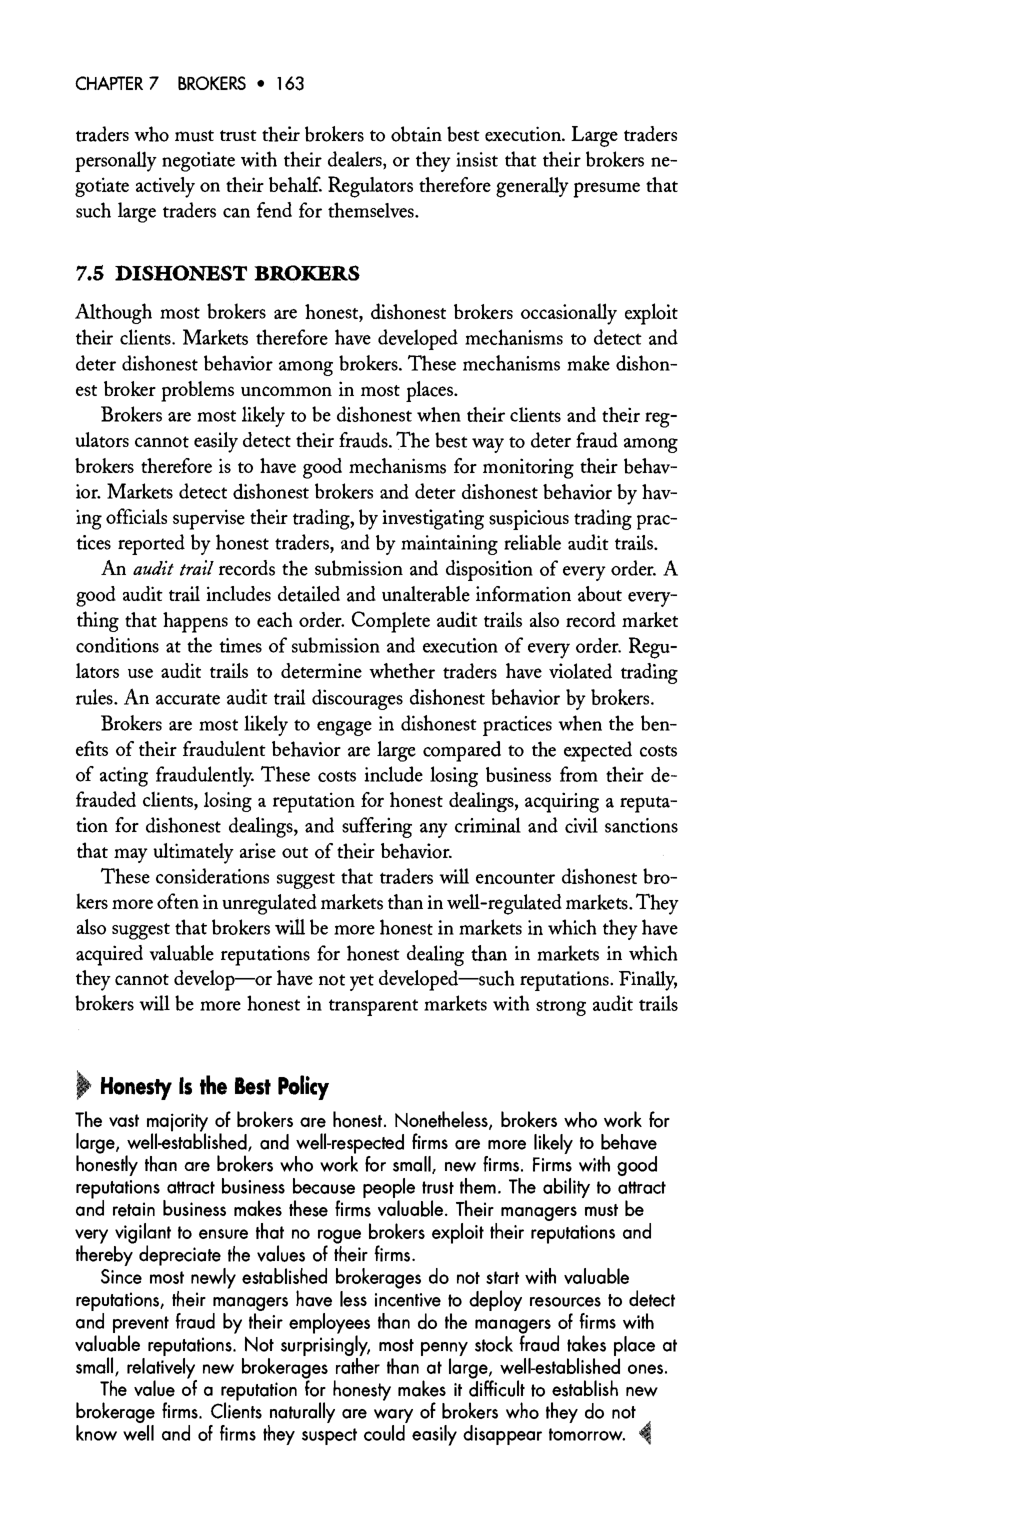 CHAPTER 7 BROKERS • 163
traders who must trust their brokers to obtain best execution. Large traders
personally negotiate with their dealers, or they insist that their brokers ne-
gotiate actively on their behalf. Regulators therefore generally presume that
such large traders can fend for themselves.
7.5 DISHONEST BROKERS
Although most brokers are honest, dishonest brokers occasionally exploit
their clients. Markets therefore have developed mechanisms to detect and
deter dishonest behavior among brokers. These mechanisms make dishon-
est broker problems uncommon in most places.
Brokers are most likely to be dishonest when their clients and their reg-
ulators cannot easily detect their frauds. The best way to deter fraud among
brokers therefore is to have good mechanisms for monitoring their behav-
ior. Markets detect dishonest brokers and deter dishonest behavior by hav-
ing officials supervise their trading, by investigating suspicious trading prac-
tices reported by honest traders, and by maintaining reliable audit trails.
An audit trail records the submission and disposition of every order. A
good audit trail includes detailed and unalterable information about every-
thing that happens to each order. Complete audit trails also record market
conditions at the times of submission and execution of every order. Regu-
lators use audit trails to determine whether traders have violated trading
rules. An accurate audit trail discourages dishonest behavior by brokers.
Brokers are most likely to engage in dishonest practices when the ben-
efits of their fraudulent behavior are large compared to the expected costs
of acting fraudulently. These costs include losing business from their de-
frauded clients, losing a reputation for honest dealings, acquiring a reputa-
tion for dishonest dealings, and suffering any criminal and civil sanctions
that may ultimately arise out of their behavior.
These considerations suggest that traders will encounter dishonest bro-
kers more often in unregulated markets than in well-regulated markets. They
also suggest that brokers will be more honest in markets in which they have
acquired valuable reputations for honest dealing than in markets in which
they cannot develop—or have not yet developed—such reputations. Finally,
brokers will be more honest in transparent markets with strong audit trails
Honesty Is the Best Policy
The vast majority of brokers are honest. Nonetheless, brokers who work for
large, well-established, and well-respected firms are more likely to behave
honestly than are brokers who work for small, new firms. Firms with good
reputations attract business because people trust them. The ability to attract
and retain business makes these firms valuable. Their managers must be
very vigilant to ensure that no rogue brokers exploit their reputations and
thereby depreciate the values of their firms.
Since most newly established brokerages do not start with valuable
reputations, their managers have less incentive to deploy resources to detect
and prevent fraud by their employees than do the managers of firms with
valuable reputations. Not surprisingly, most penny stock fraud takes place at
small, relatively new brokerages rather than at large, well-established ones.
The value of a reputation for honesty makes it difficult to establish new
brokerage firms. Clients naturally are wary of brokers who they do not
know well and of firms they suspect could easily disappear tomorrow.